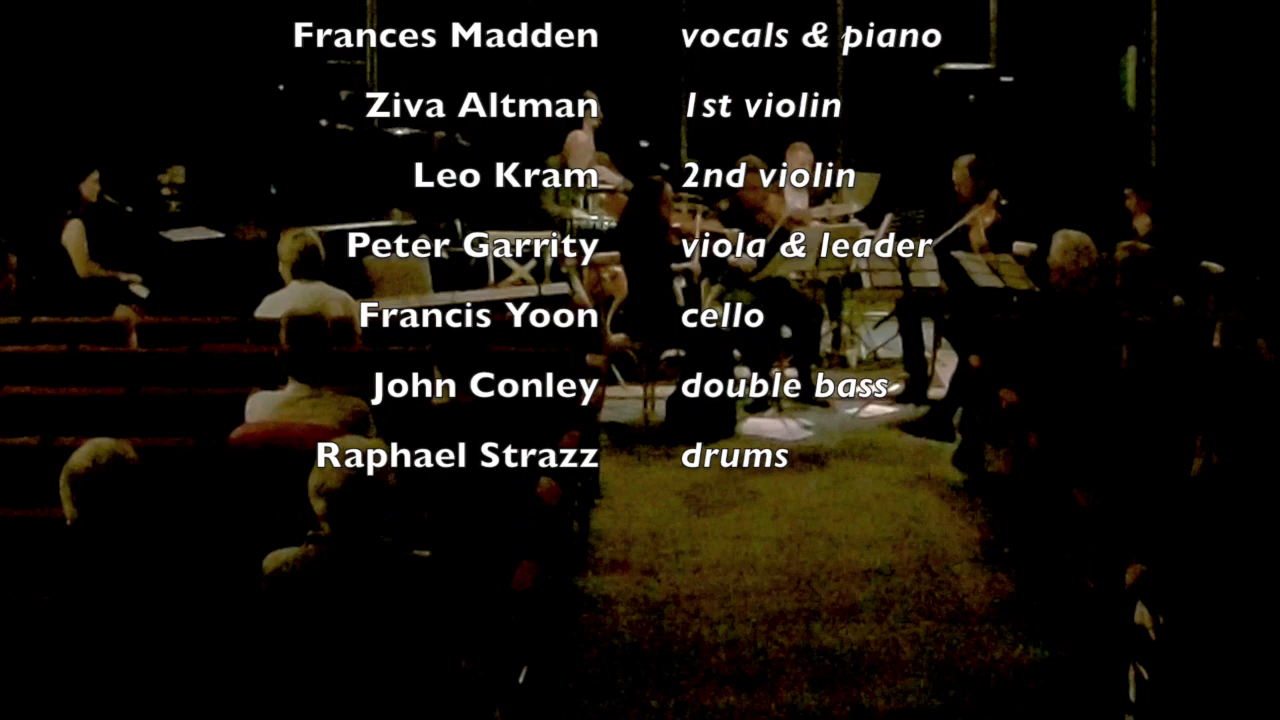 Frances Madden vocals & piano
Ziva Altman 1st violin
Leo Kram 2nd violin
Peter Garrity viola & leader
Francis Yoon cello
John Conley double bass
Raphael Strazz drums